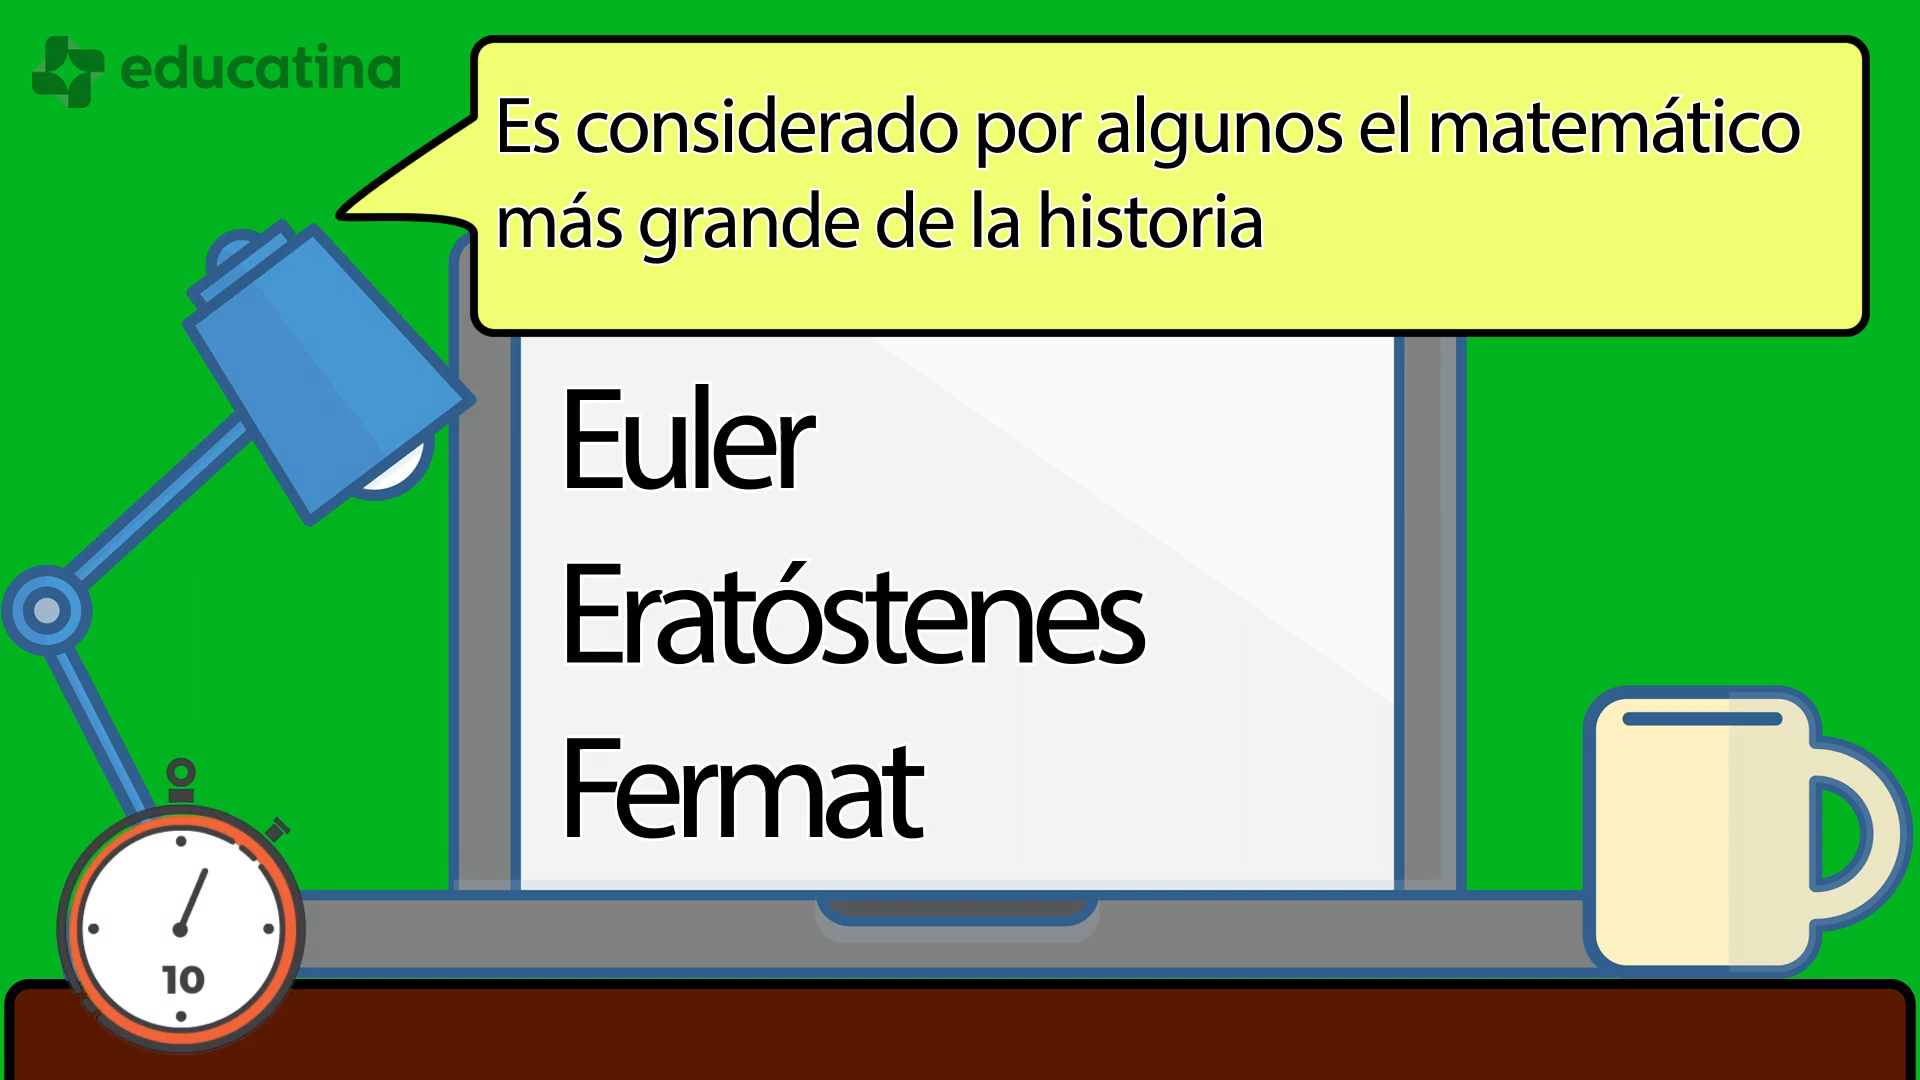 educatina
Es considerado por algunos el matemático
más grande de la historia
Euler
Eratóstenes
Fermat
10